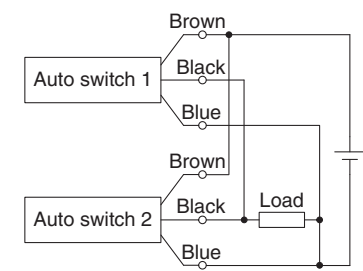 Brown
Auto switch 1
Black
Blue
Brown
Auto switch 2
Black
Load
Blue